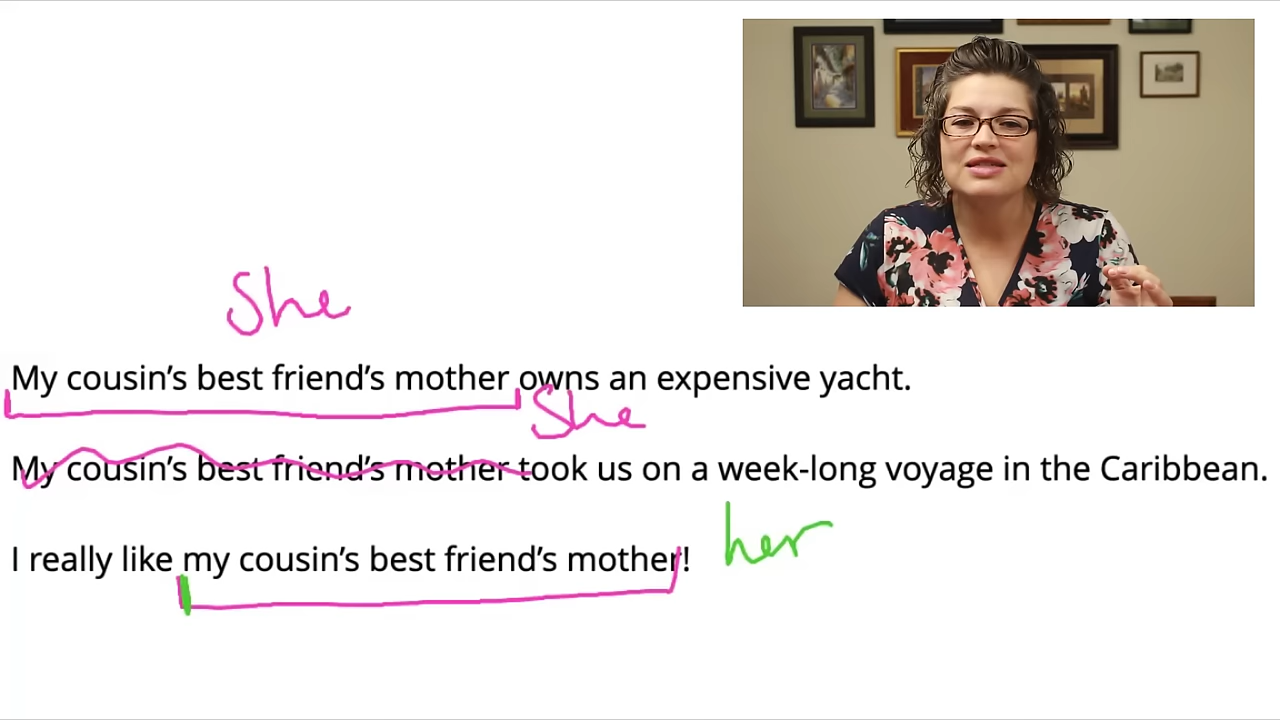 She
My cousin’s best friend’s mother owns an expensive yacht.
She
My cousin’s best friend’s mother took us on a week-long voyage in the Caribbean.
her
I really like my cousin’s best friend’s mother!